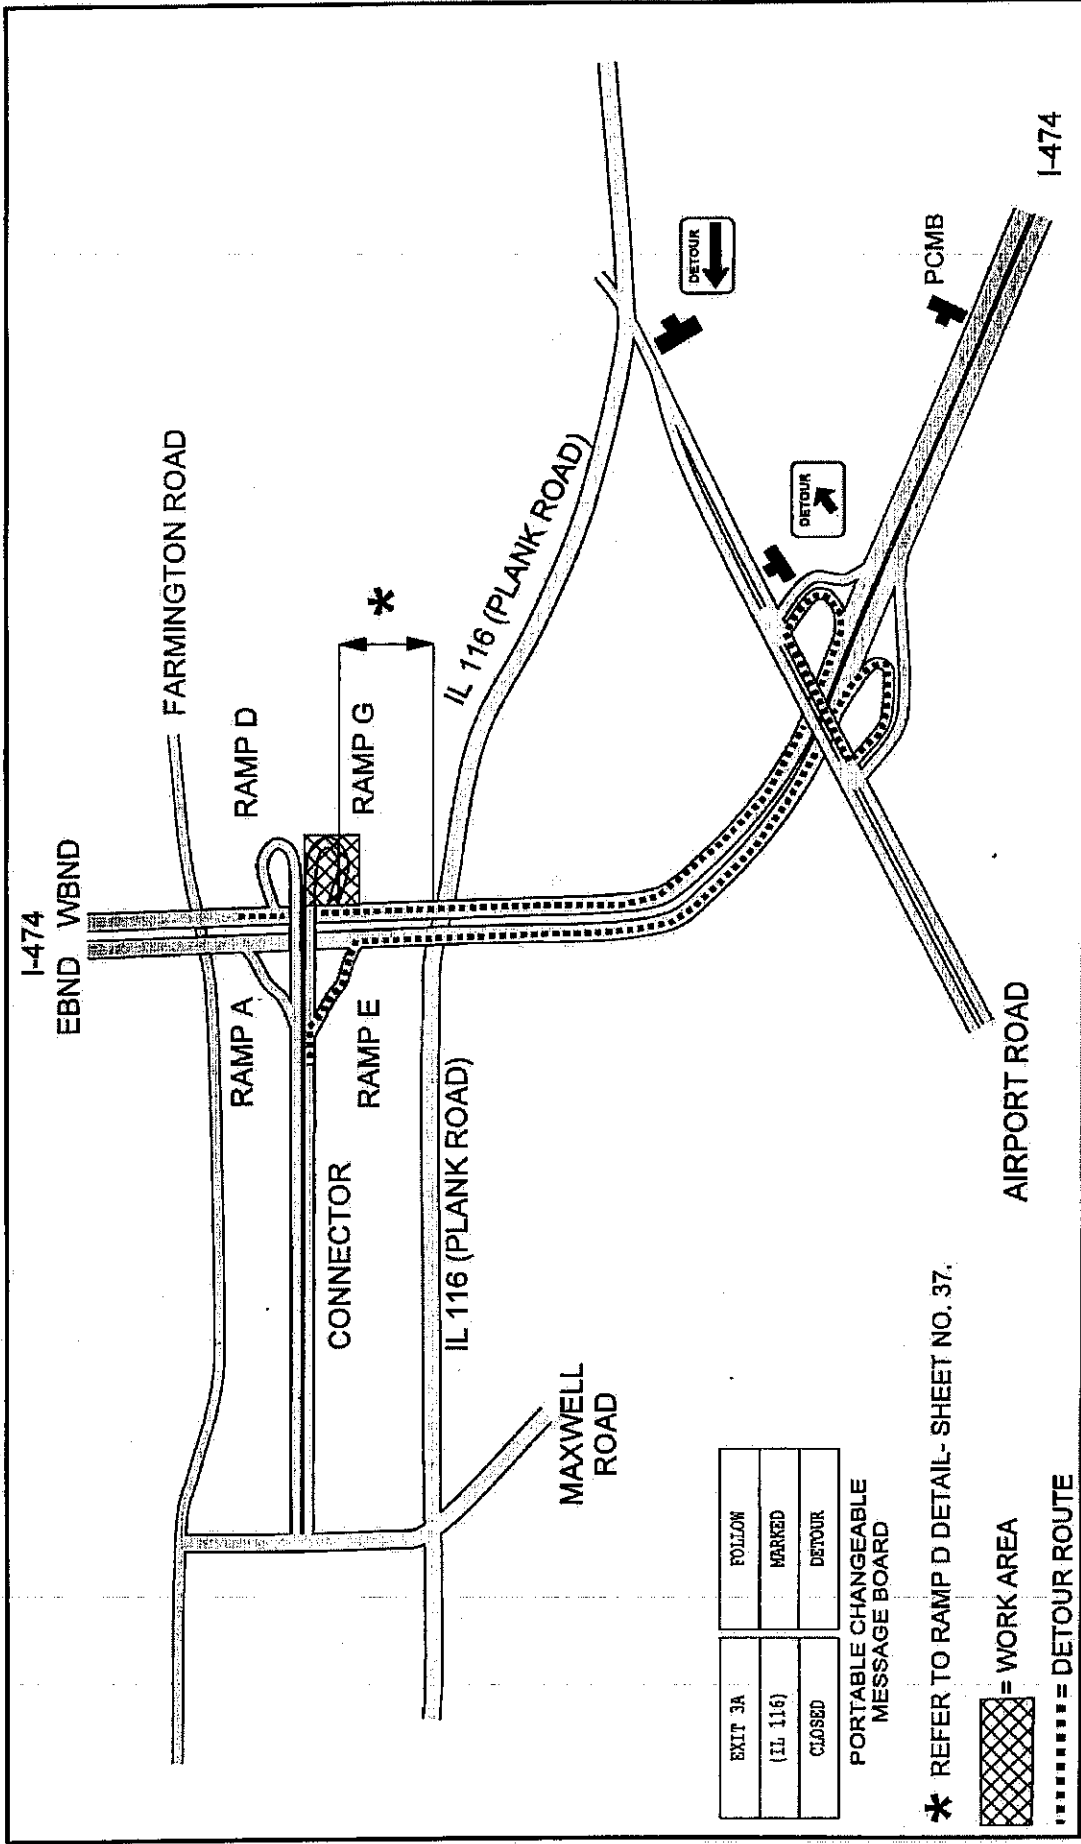 I-474
EBND WBND
FARMINGTON ROAD
RAMP A
RAMP D
RAMP E
RAMP G
*
CONNECTOR
IL 116 (PLANK ROAD)
IL 116 (PLANK ROAD)
MAXWELL
ROAD
AIRPORT ROAD
DETOUR
DETOUR
PCMB
I-474
EXIT 3A
(IL 116)
CLOSED
FOLLOW
MARKED
DETOUR
PORTABLE CHANGEABLE
MESSAGE BOARD
* REFER TO RAMP D DETAIL- SHEET NO. 37.
= WORK AREA
= DETOUR ROUTE